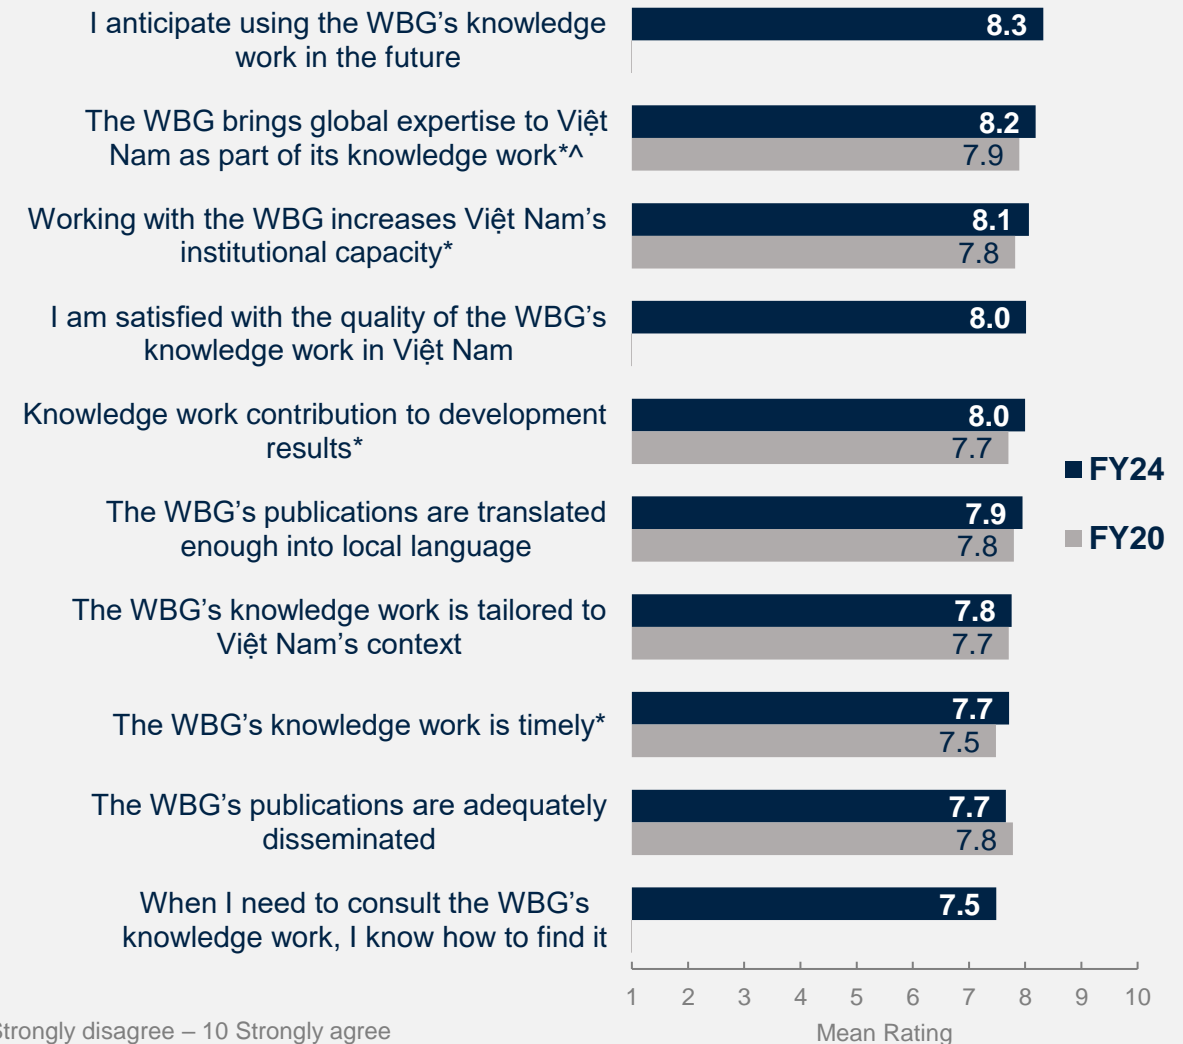 I anticipate using the WBG’s knowledge
work in the future
8.3
The WBG brings global expertise to Việt
Nam as part of its knowledge work*^
8.2
7.9
Working with the WBG increases Việt Nam’s
institutional capacity*
8.1
7.8
I am satisfied with the quality of the WBG’s
knowledge work in Việt Nam
8.0
Knowledge work contribution to development
results*
8.0
7.7
FY24
FY20
The WBG’s publications are translated
enough into local language
7.9
7.8
The WBG’s knowledge work is tailored to
Việt Nam’s context
7.8
7.7
The WBG’s knowledge work is timely*
7.7
7.5
The WBG’s publications are adequately
disseminated
7.7
7.8
When I need to consult the WBG’s
knowledge work, I know how to find it
7.5
1 2 3 4 5 6 7 8 9 10
Mean Rating
Strongly disagree – 10 Strongly agree